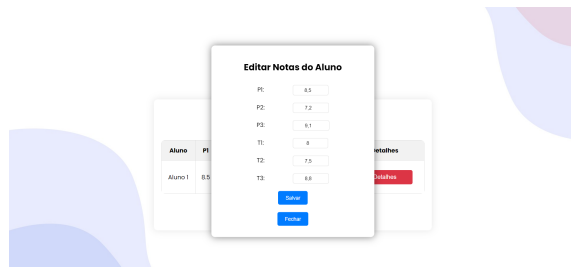 Editar Notas do Aluno
P1: 8,5
P2: 7,2
P3: 9,1
T1: 8
T2: 7,5
T3: 8,8
Salvar
Fechar
Aluno P1 Detalhes
Aluno 1 8.5 Detalhes